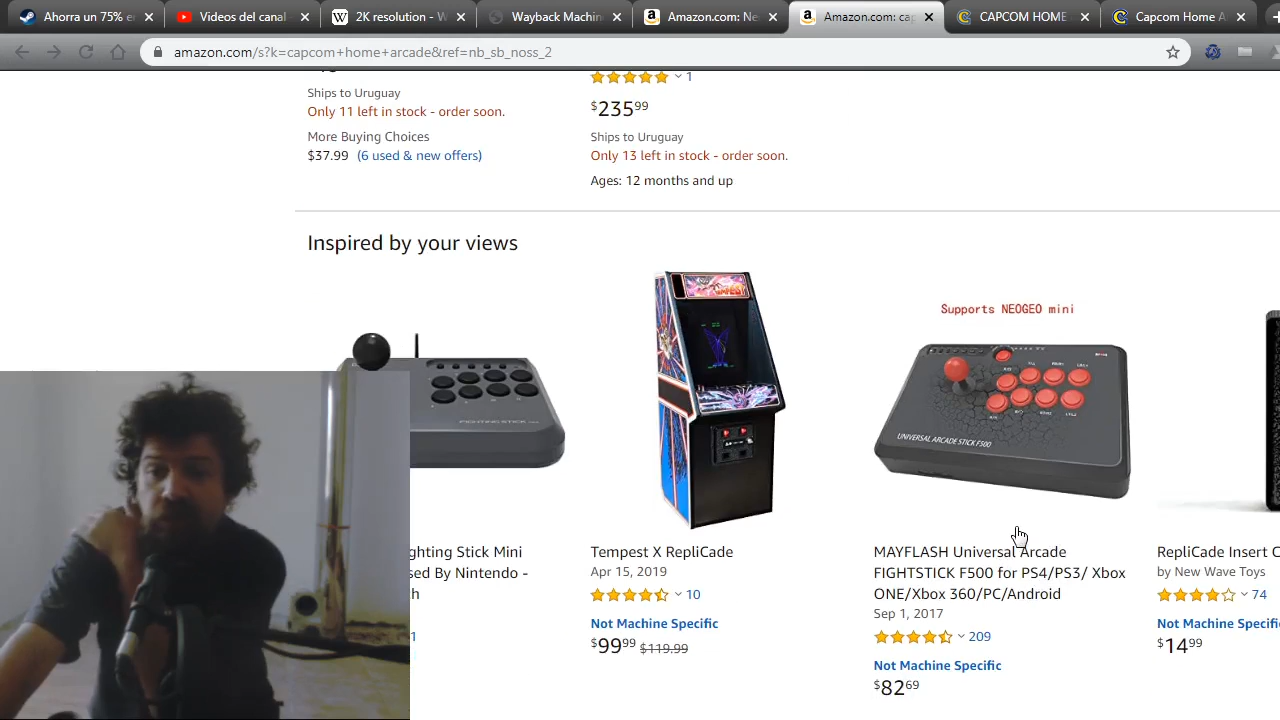 Ahorra un 75% e
Videos del canal
2K resolution - W
Wayback Machin
Amazon.com: Ne
Amazon.com: cap
CAPCOM HOME
Capcom Home A
amazon.com/s?k=capcom+home+arcade&ref=nb_sb_noss_2
1
$235.99
Ships to Uruguay
Only 11 left in stock - order soon.
More Buying Choices
$37.99 (6 used & new offers)
Ships to Uruguay
Only 13 left in stock - order soon.
Ages: 12 months and up
Inspired by your views
Supports NEOGEO mini
FIGHTING STICK
UNIVERSAL ARCADE STICK F500
ghting Stick Mini
sed By Nintendo -
h
1
Tempest X RepliCade
Apr 15, 2019
10
Not Machine Specific
$99.99 $119.99
MAYFLASH Universal Arcade
FIGHTSTICK F500 for PS4/PS3/ Xbox
ONE/Xbox 360/PC/Android
Sep 1, 2017
209
Not Machine Specific
$82.69
RepliCade Insert C
by New Wave Toys
74
Not Machine Specifi
$14.99